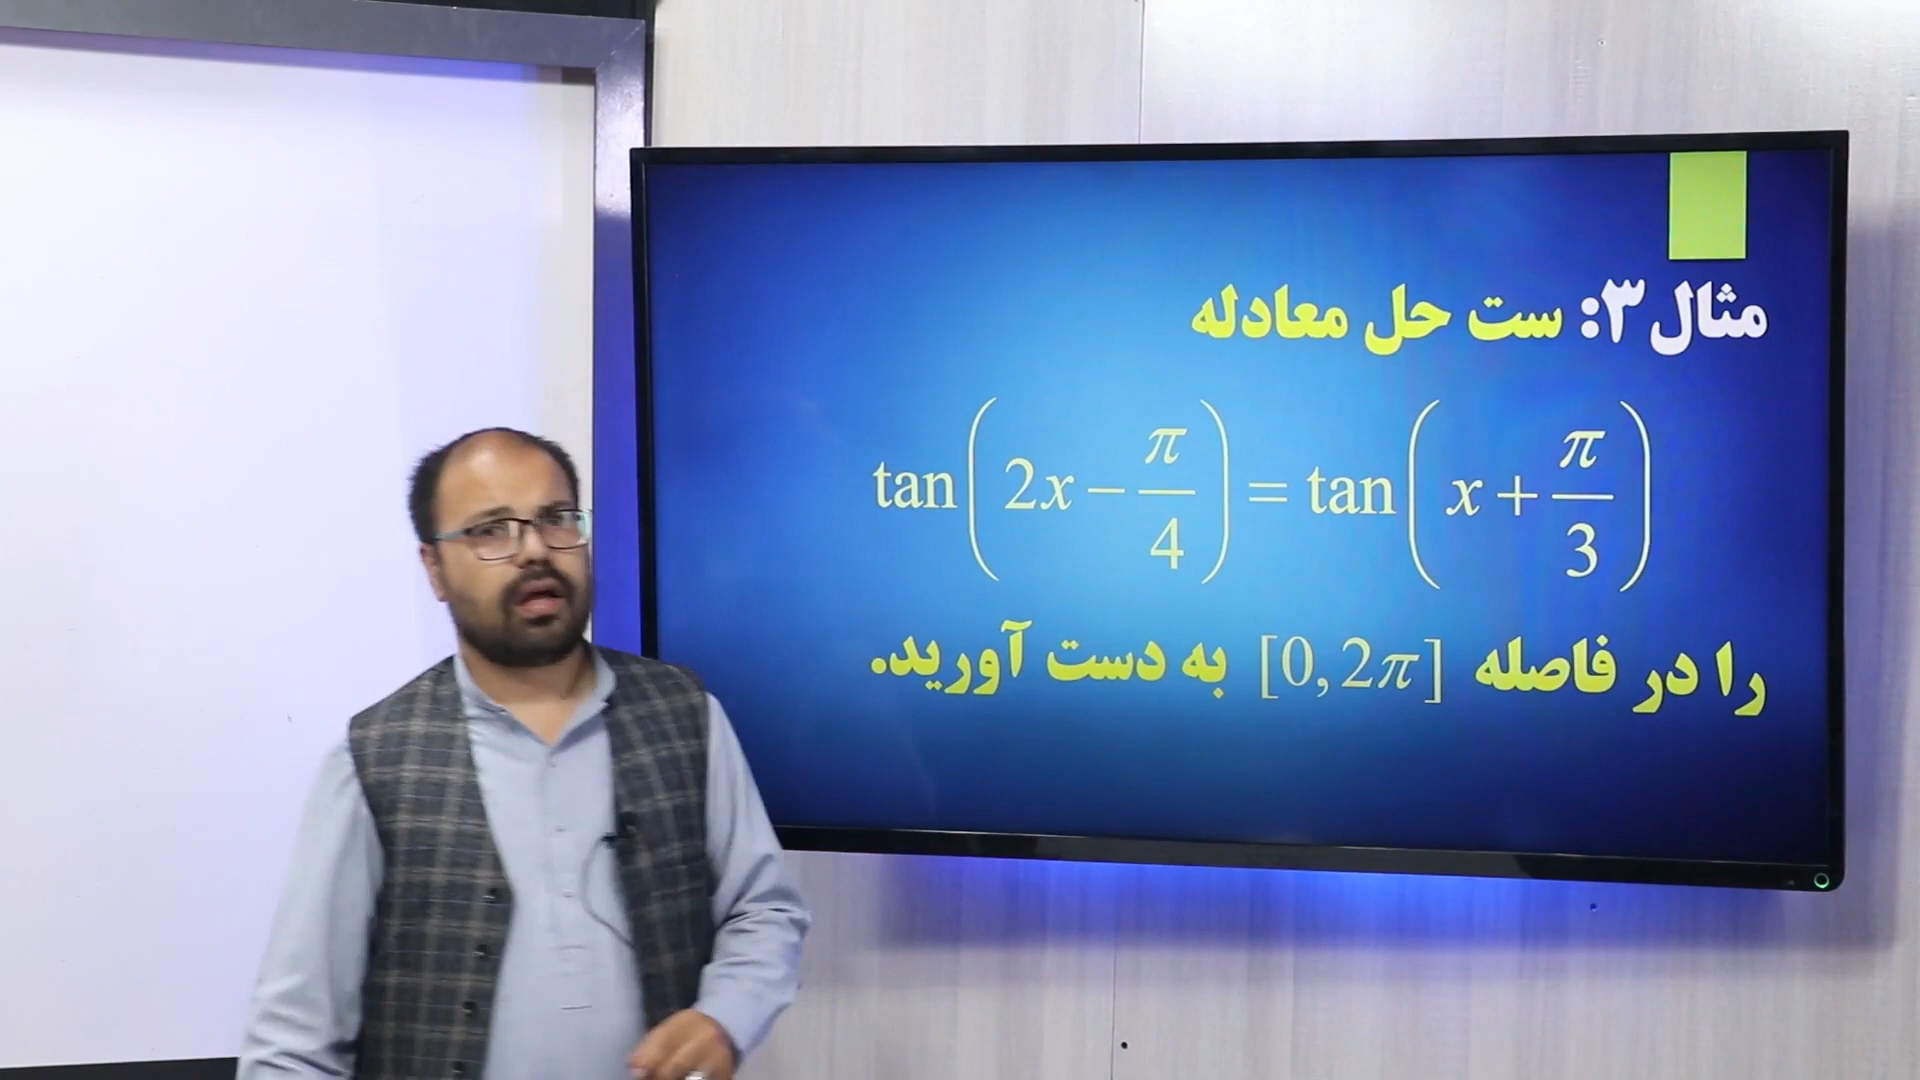 مثال ۳: ست حل معادله
tan(2x − π/4) = tan(x + π/3)
را در فاصله [0, 2π] به دست آورید.